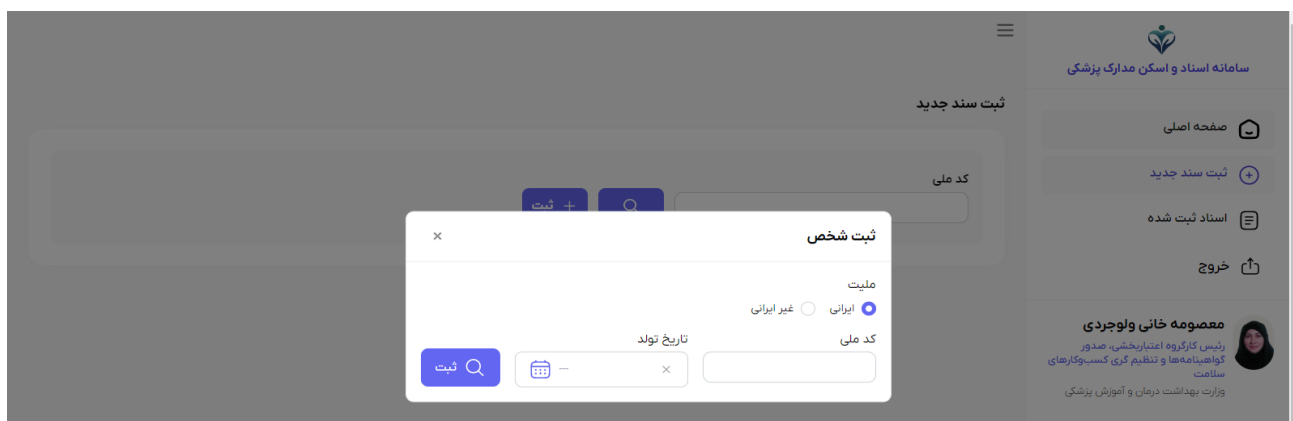 سامانه اسناد و اسکن مدارک پزشکی
صفحه اصلی
ثبت سند جدید
اسناد ثبت شده
خروج
معصومه خانی ولوجردی
رئیس کارگروه اعتباربخشی، صدور
گواهینامه‌ها و تنظیم گری کسب‌وکارهای
سلامت
وزارت بهداشت درمان و آموزش پزشکی
ثبت سند جدید
کد ملی
+ ثبت
ثبت شخص ×
ملیت
ایرانی غیر ایرانی
کد ملی تاریخ تولد
× –
ثبت